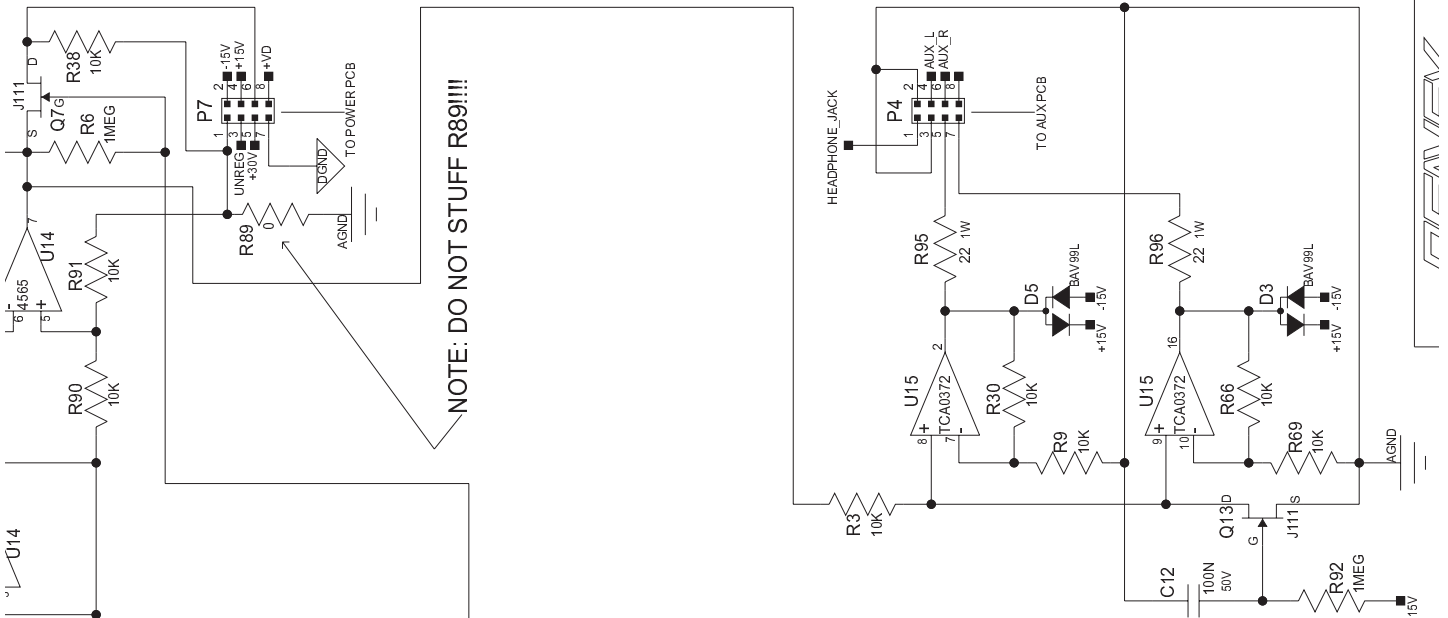 R38
10K
D
J111
Q7
G
R6
1MEG
S
P7
-15V
+15V
+VD
2
4
6
8
1
3
5
7
UNREG
+30V
DGND
TO POWER PCB
R89
0
AGND
7
U14
4565
-
+
6
5
R91
10K
R90
10K
U14
NOTE: DO NOT STUFF R89!!!!
HEADPHONE_JACK
P4
AUX_L
AUX_R
2
4
6
8
1
3
5
7
TO AUX PCB
R95
22 1W
R96
22 1W
D5
BAV99L
-15V
+15V
D3
BAV99L
-15V
+15V
U15
TCA0372
2
8
+
7
-
R30
10K
R9
10K
U15
TCA0372
16
9
+
10
-
R66
10K
R69
10K
AGND
R3
10K
Q13
D
G
S
J111
C12
100N
50V
R92
1MEG
15V
PEAVEY